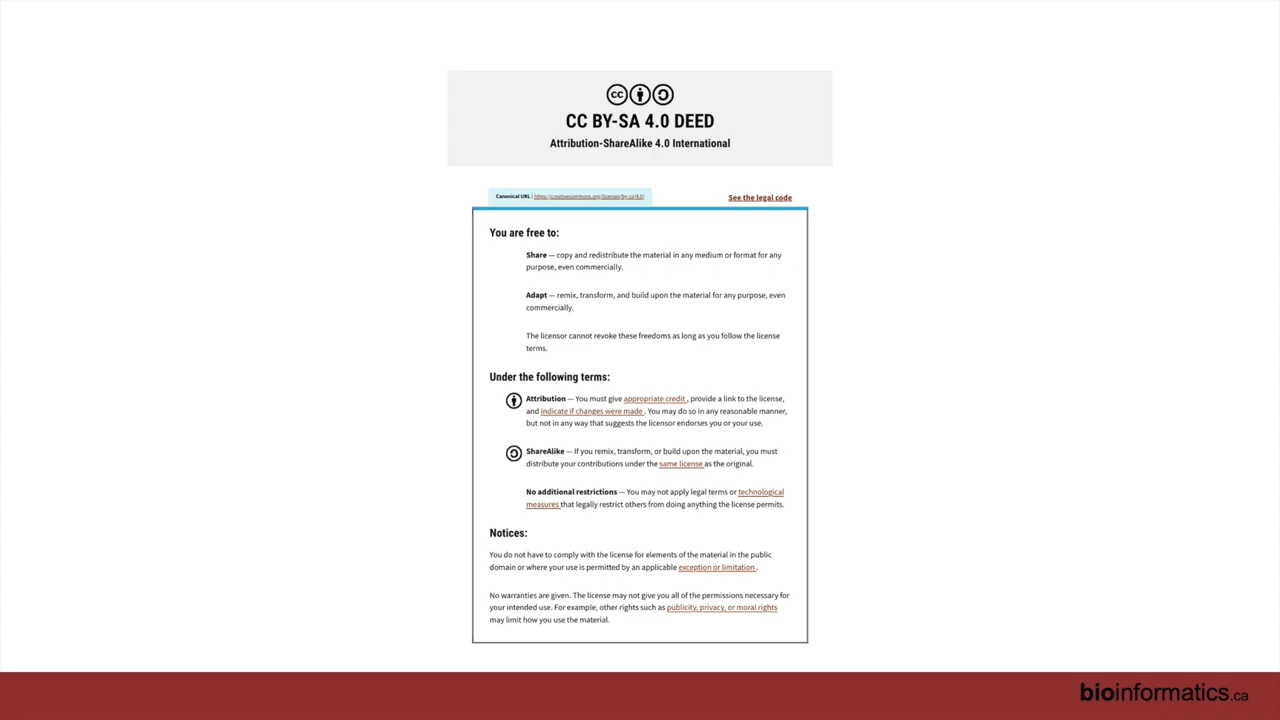 CC BY-SA 4.0 DEED
Attribution-ShareAlike 4.0 International
Canonical URL : https://creativecommons.org/licenses/by-sa/4.0/
See the legal code
You are free to:
Share — copy and redistribute the material in any medium or format for any
purpose, even commercially.
Adapt — remix, transform, and build upon the material for any purpose, even
commercially.
The licensor cannot revoke these freedoms as long as you follow the license
terms.
Under the following terms:
Attribution — You must give appropriate credit , provide a link to the license,
and indicate if changes were made . You may do so in any reasonable manner,
but not in any way that suggests the licensor endorses you or your use.
ShareAlike — If you remix, transform, or build upon the material, you must
distribute your contributions under the same license as the original.
No additional restrictions — You may not apply legal terms or technological
measures that legally restrict others from doing anything the license permits.
Notices:
You do not have to comply with the license for elements of the material in the public
domain or where your use is permitted by an applicable exception or limitation .
No warranties are given. The license may not give you all of the permissions necessary for
your intended use. For example, other rights such as publicity, privacy, or moral rights
may limit how you use the material.
bioinformatics.ca